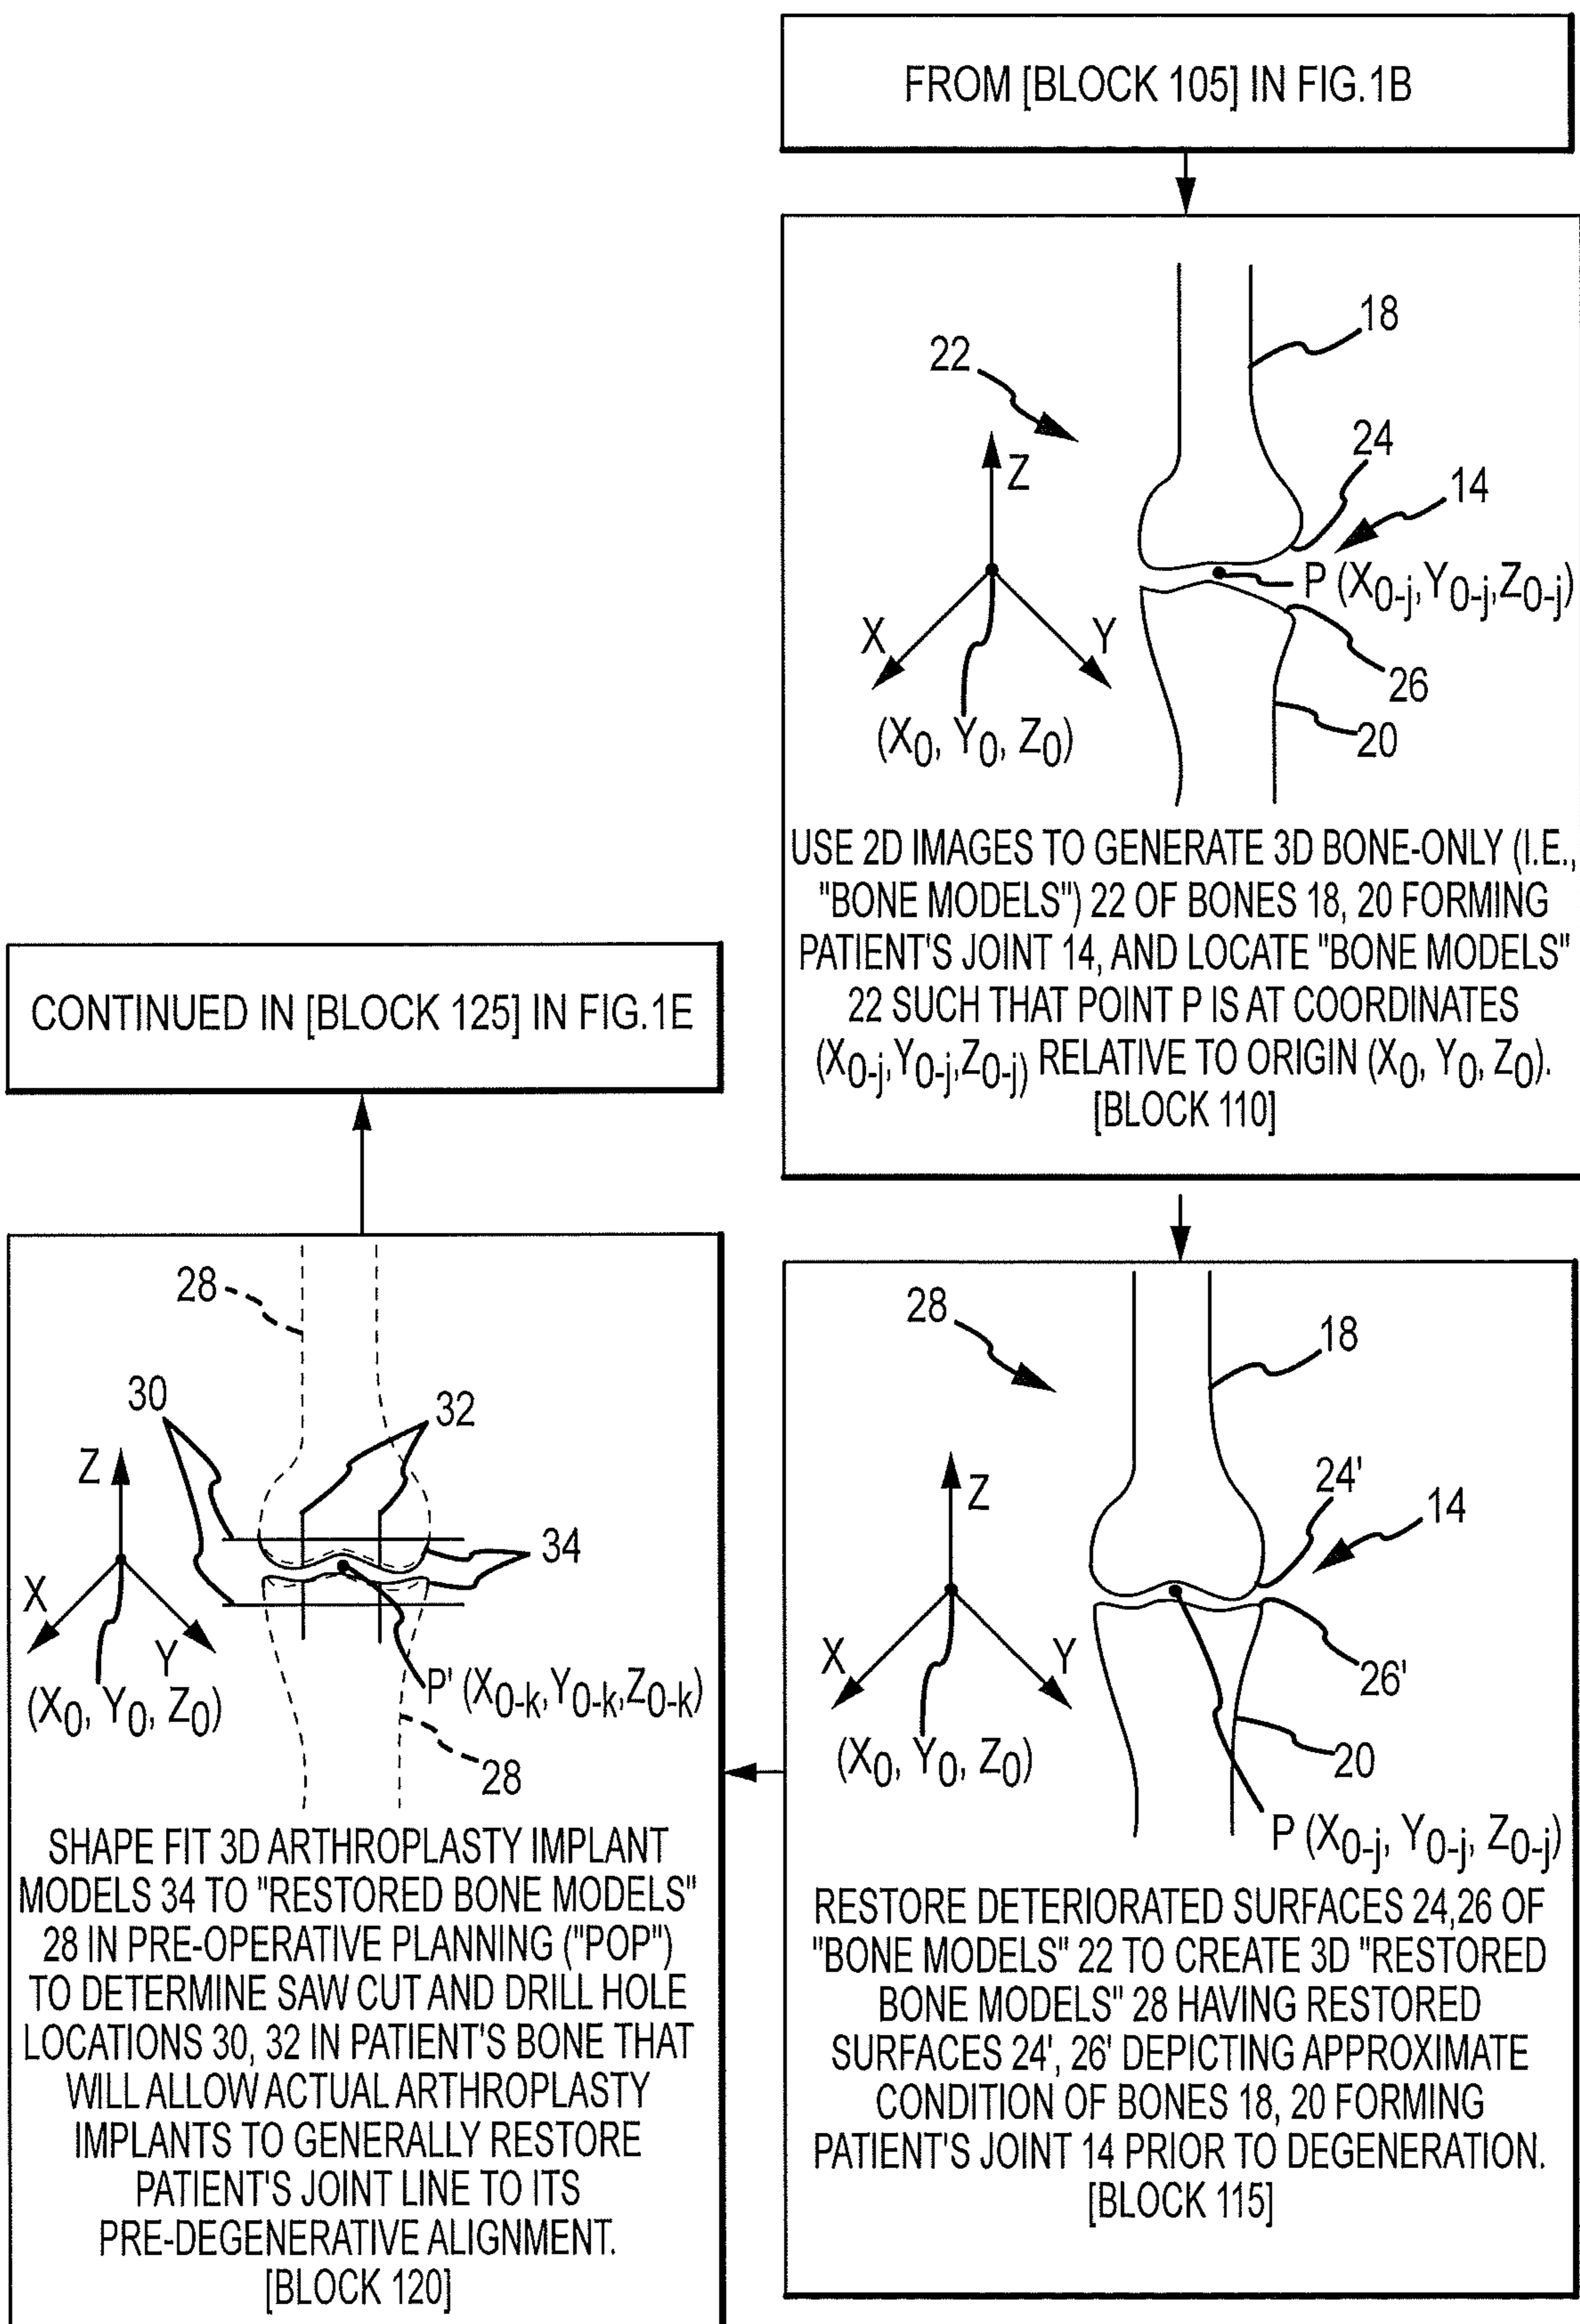 FROM [BLOCK 105] IN FIG.1B
18
22
24
Z
14
P (X0-j,Y0-j,Z0-j)
X
Y
26
(X0, Y0, Z0)
20
USE 2D IMAGES TO GENERATE 3D BONE-ONLY (I.E.,
"BONE MODELS") 22 OF BONES 18, 20 FORMING
PATIENT'S JOINT 14, AND LOCATE "BONE MODELS"
22 SUCH THAT POINT P IS AT COORDINATES
(X0-j,Y0-j,Z0-j) RELATIVE TO ORIGIN (X0, Y0, Z0).
[BLOCK 110]
28
18
24'
Z
14
X
Y
26'
(X0, Y0, Z0)
20
P (X0-j, Y0-j, Z0-j)
RESTORE DETERIORATED SURFACES 24,26 OF
"BONE MODELS" 22 TO CREATE 3D "RESTORED
BONE MODELS" 28 HAVING RESTORED
SURFACES 24', 26' DEPICTING APPROXIMATE
CONDITION OF BONES 18, 20 FORMING
PATIENT'S JOINT 14 PRIOR TO DEGENERATION.
[BLOCK 115]
28
30
32
Z
34
X
Y
P' (X0-k,Y0-k,Z0-k)
(X0, Y0, Z0)
28
SHAPE FIT 3D ARTHROPLASTY IMPLANT
MODELS 34 TO "RESTORED BONE MODELS"
28 IN PRE-OPERATIVE PLANNING ("POP")
TO DETERMINE SAW CUT AND DRILL HOLE
LOCATIONS 30, 32 IN PATIENT'S BONE THAT
WILL ALLOW ACTUAL ARTHROPLASTY
IMPLANTS TO GENERALLY RESTORE
PATIENT'S JOINT LINE TO ITS
PRE-DEGENERATIVE ALIGNMENT.
[BLOCK 120]
CONTINUED IN [BLOCK 125] IN FIG.1E